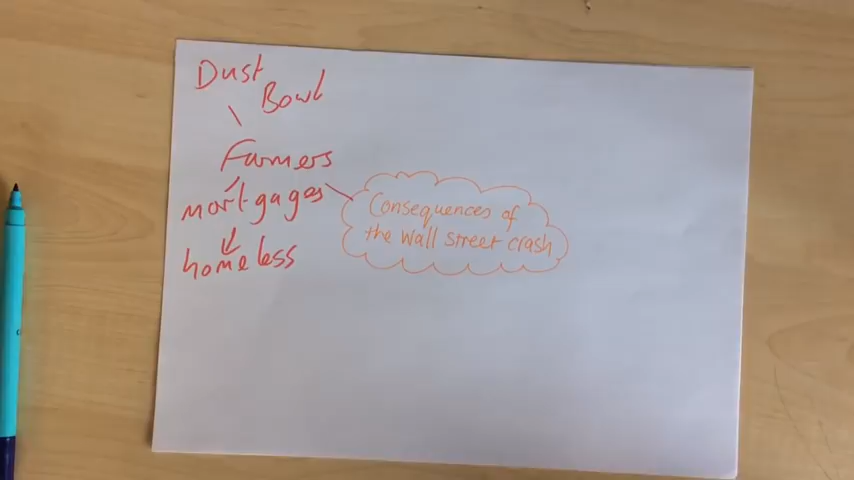 Dust
Bowl
Farmers
mortgages
homeless
Consequences of
the Wall Street crash